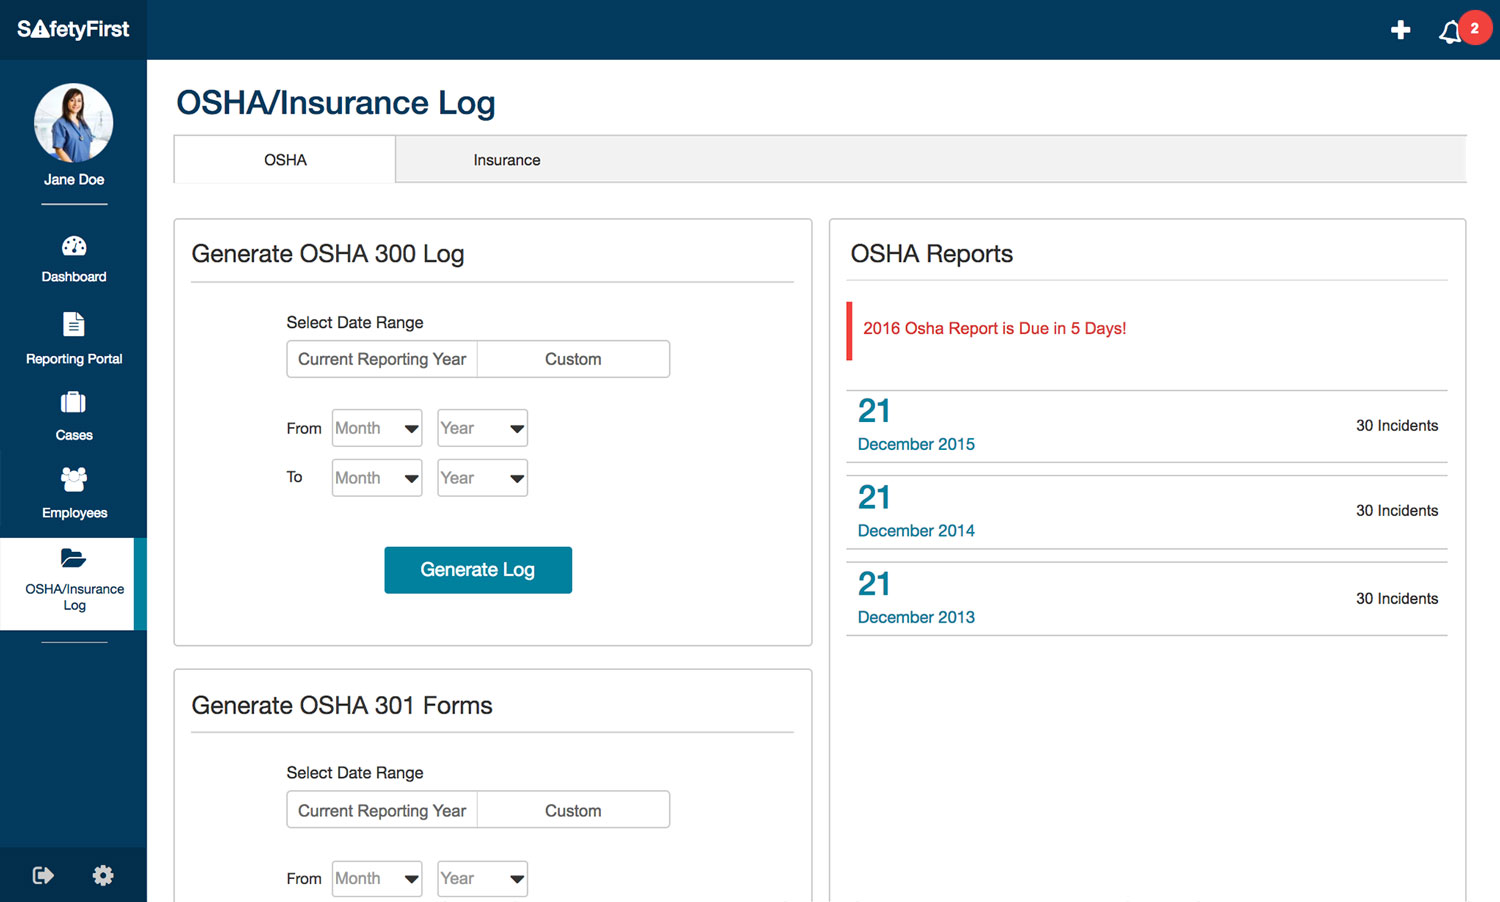 SAfetyFirst
2
Jane Doe
Dashboard
Reporting Portal
Cases
Employees
OSHA/Insurance
Log
OSHA/Insurance Log
OSHA
Insurance
Generate OSHA 300 Log
Select Date Range
Current Reporting Year
Custom
From
Month
Year
To
Month
Year
Generate Log
Generate OSHA 301 Forms
Select Date Range
Current Reporting Year
Custom
From
Month
Year
OSHA Reports
2016 Osha Report is Due in 5 Days!
21
December 2015
30 Incidents
21
December 2014
30 Incidents
21
December 2013
30 Incidents